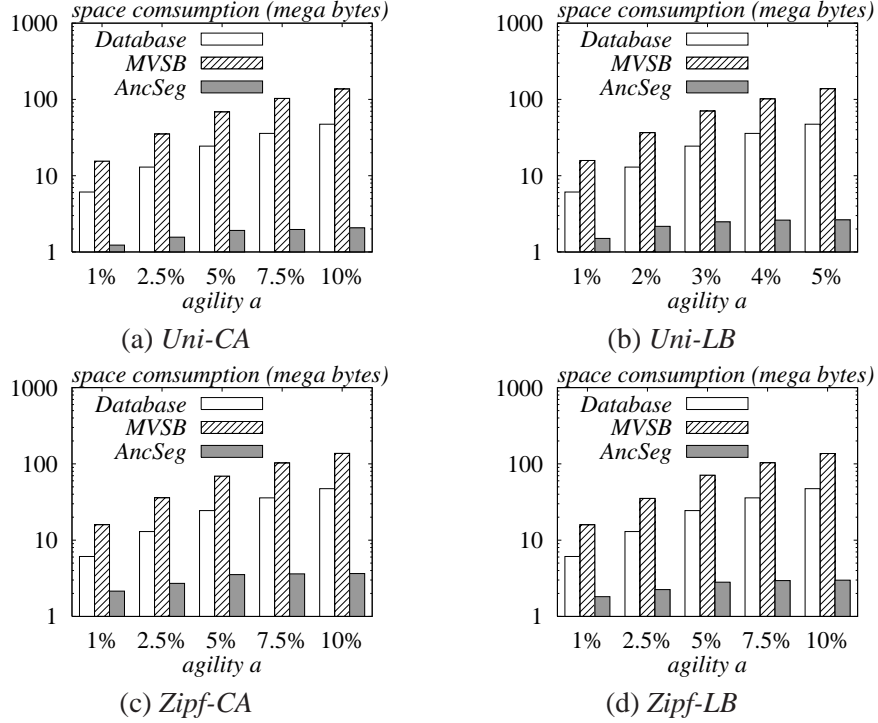 space comsumption (mega bytes)
1000
100
10
1
Database
MVSB
AncSeg
1% 2.5% 5% 7.5% 10%
agility a
(a) Uni-CA
space comsumption (mega bytes)
1000
100
10
1
Database
MVSB
AncSeg
1% 2% 3% 4% 5%
agility a
(b) Uni-LB
space comsumption (mega bytes)
1000
100
10
1
Database
MVSB
AncSeg
1% 2.5% 5% 7.5% 10%
agility a
(c) Zipf-CA
space comsumption (mega bytes)
1000
100
10
1
Database
MVSB
AncSeg
1% 2.5% 5% 7.5% 10%
agility a
(d) Zipf-LB